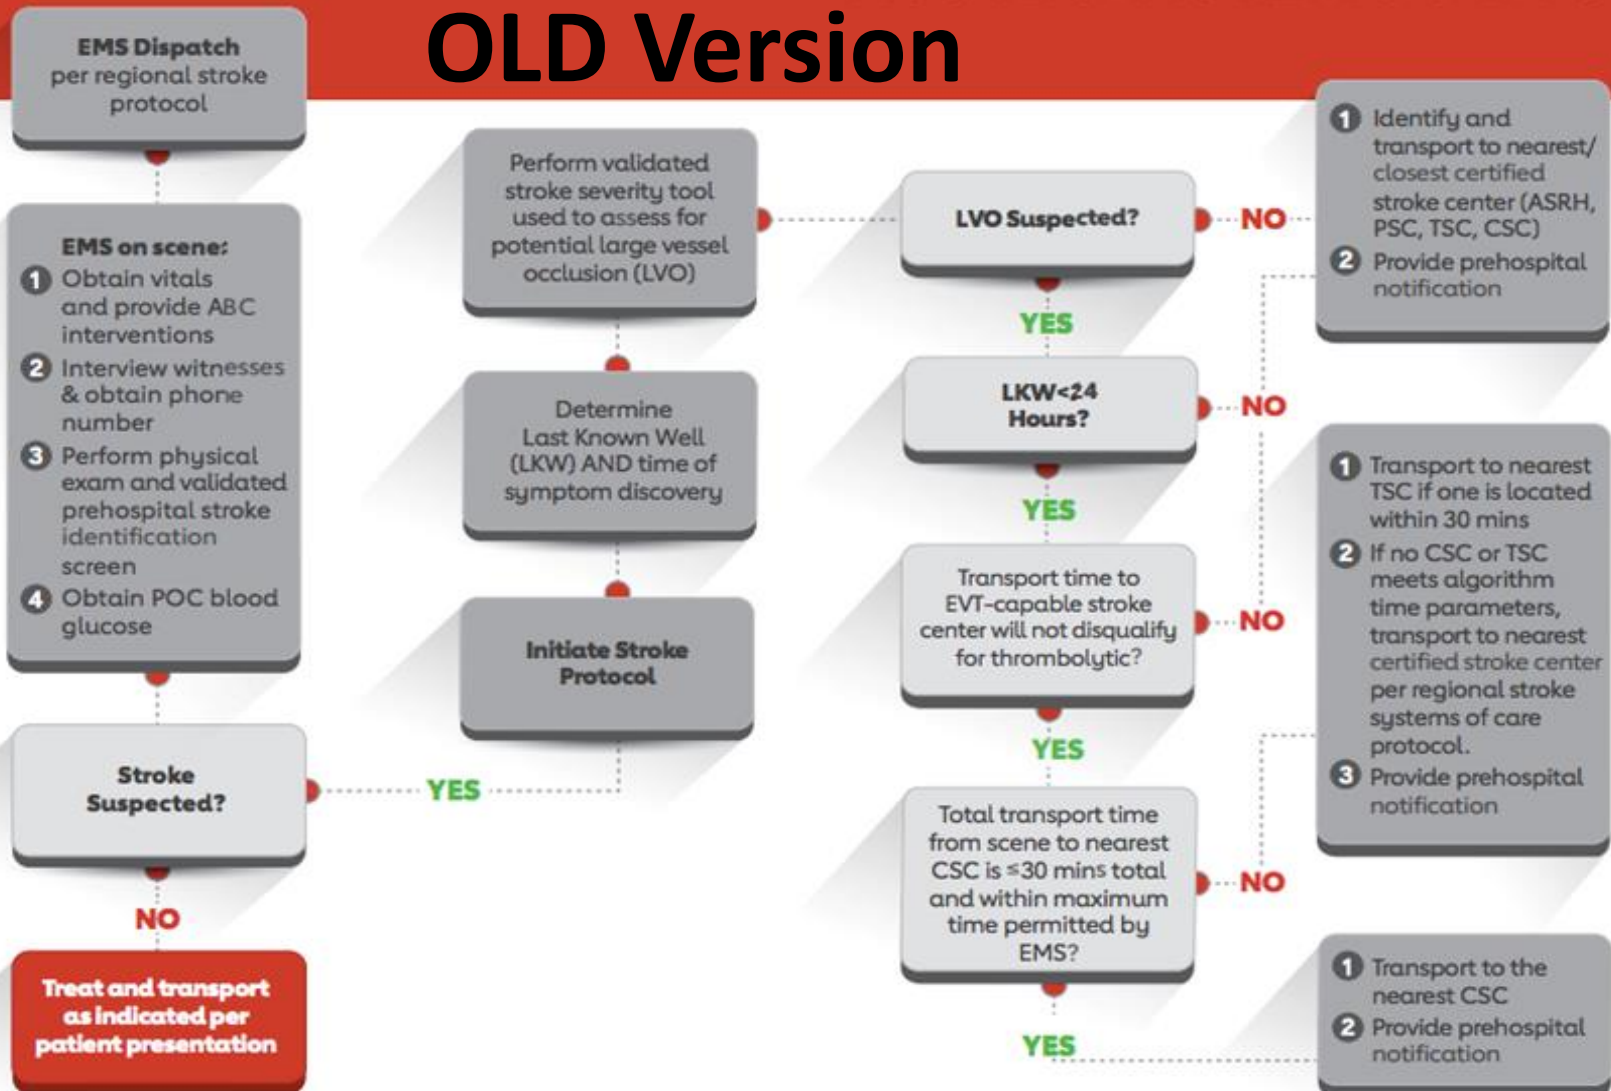 OLD Version
EMS Dispatch
per regional stroke
protocol
EMS on scene:
1 Obtain vitals
and provide ABC
interventions
2 Interview witnesses
& obtain phone
number
3 Perform physical
exam and validated
prehospital stroke
identification
screen
4 Obtain POC blood
glucose
Stroke
Suspected?
NO
Treat and transport
as indicated per
patient presentation
YES
Initiate Stroke
Protocol
Determine
Last Known Well
(LKW) AND time of
symptom discovery
Perform validated
stroke severity tool
used to assess for
potential large vessel
occlusion (LVO)
LVO Suspected?
NO
1 Identify and
transport to nearest/
closest certified
stroke center (ASRH,
PSC, TSC, CSC)
2 Provide prehospital
notification
YES
LKW<24
Hours?
NO
YES
Transport time to
EVT-capable stroke
center will not disqualify
for thrombolytic?
NO
YES
Total transport time
from scene to nearest
CSC is ≤30 mins total
and within maximum
time permitted by
EMS?
NO
1 Transport to nearest
TSC if one is located
within 30 mins
2 If no CSC or TSC
meets algorithm
time parameters,
transport to nearest
certified stroke center
per regional stroke
systems of care
protocol.
3 Provide prehospital
notification
YES
1 Transport to the
nearest CSC
2 Provide prehospital
notification